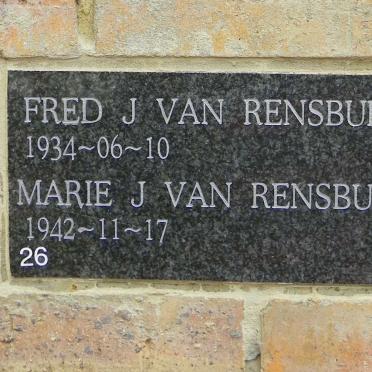 FRED J VAN RENSBU
1934~06~10
MARIE J VAN RENSBU
1942~11~17
26